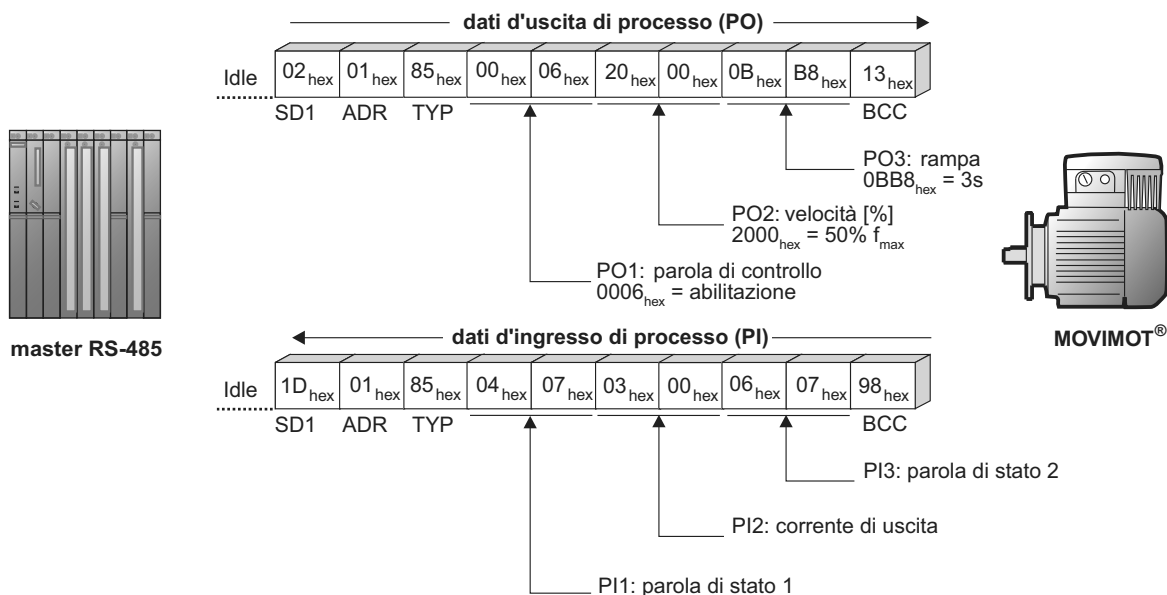 dati d'uscita di processo (PO)
Idle 02hex 01hex 85hex 00hex 06hex 20hex 00hex 0Bhex B8hex 13hex
SD1 ADR TYP BCC
PO3: rampa
0BB8hex = 3s
PO2: velocità [%]
2000hex = 50% fmax
PO1: parola di controllo
0006hex = abilitazione
master RS-485
MOVIMOT®
dati d'ingresso di processo (PI)
Idle 1Dhex 01hex 85hex 04hex 07hex 03hex 00hex 06hex 07hex 98hex
SD1 ADR TYP BCC
PI3: parola di stato 2
PI2: corrente di uscita
PI1: parola di stato 1